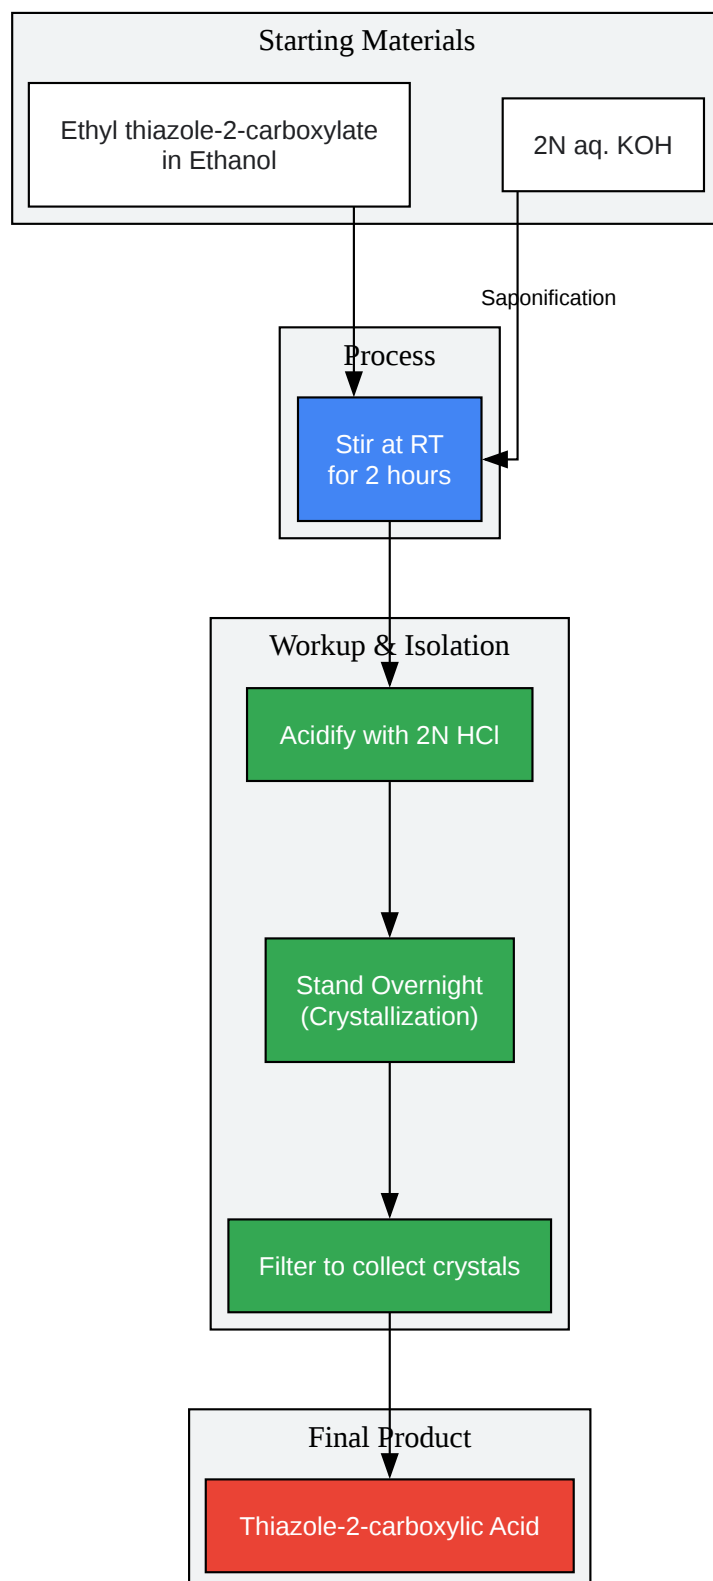 Starting Materials
Ethyl thiazole-2-carboxylate
in Ethanol
2N aq. KOH
Saponification
Process
Stir at RT
for 2 hours
Workup & Isolation
Acidify with 2N HCl
Stand Overnight
(Crystallization)
Filter to collect crystals
Final Product
Thiazole-2-carboxylic Acid